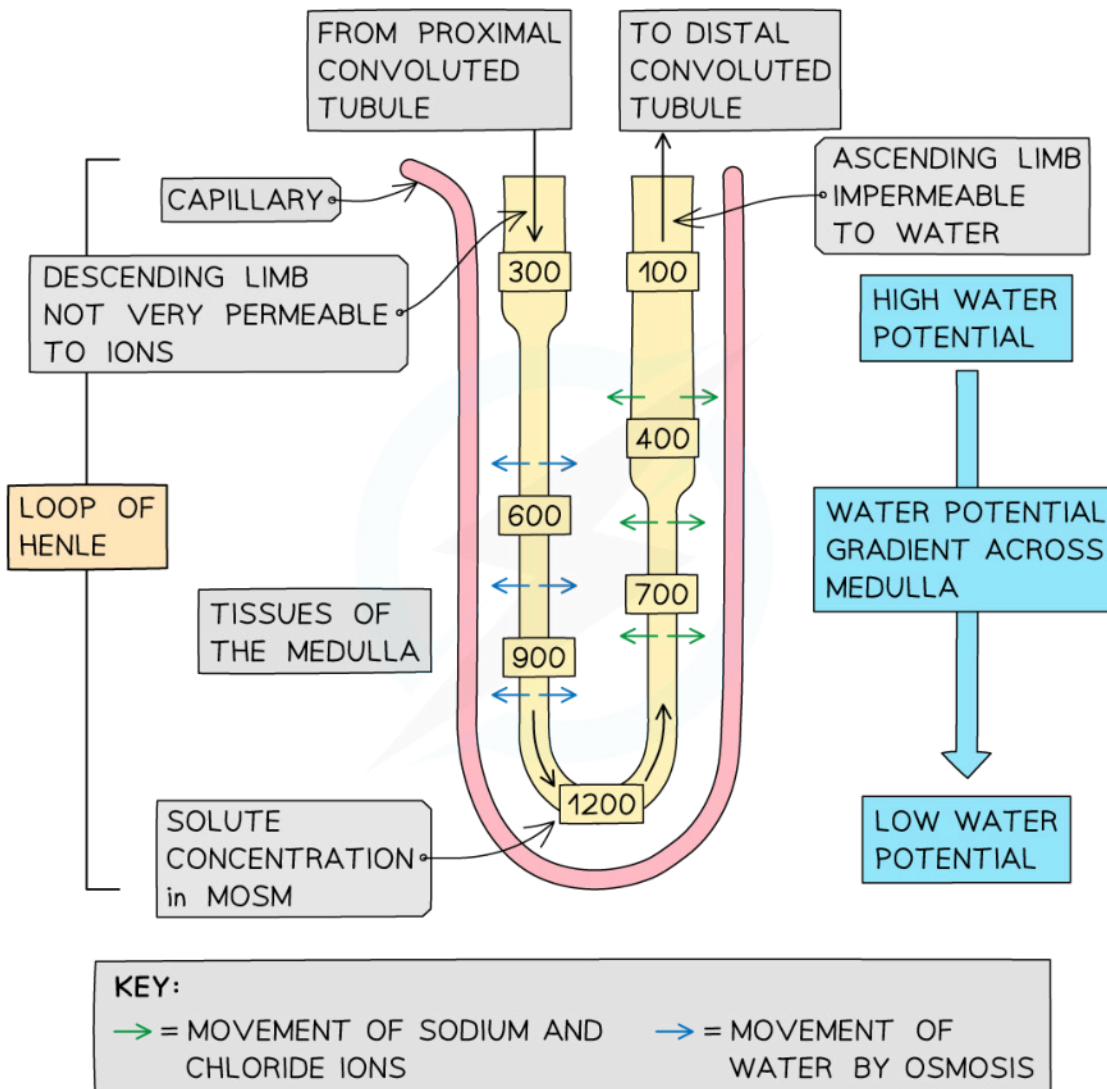 FROM PROXIMAL
CONVOLUTED
TUBULE
TO DISTAL
CONVOLUTED
TUBULE
CAPILLARY
ASCENDING LIMB
IMPERMEABLE
TO WATER
DESCENDING LIMB
NOT VERY PERMEABLE
TO IONS
300
100
HIGH WATER
POTENTIAL
400
LOOP OF
HENLE
600
WATER POTENTIAL
GRADIENT ACROSS
MEDULLA
700
TISSUES OF
THE MEDULLA
900
1200
SOLUTE
CONCENTRATION
in MOSM
LOW WATER
POTENTIAL
KEY:
= MOVEMENT OF SODIUM AND
CHLORIDE IONS
= MOVEMENT OF
WATER BY OSMOSIS